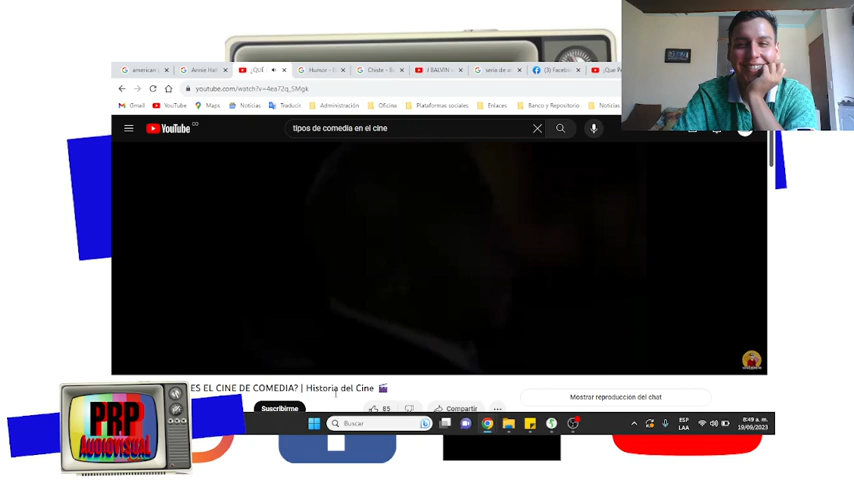 american
Annie Hall
¿QUÉ
Humor -
Chiste -
J BALVIN
seria de
(3) Faceboo
¿Que P
youtube.com/watch?v=4ea72q_SMgk
Gmail
YouTube
Maps
Noticias
Traducir
Administración
Oficina
Plataformas sociales
Enlaces
Banco y Repositorio
Noticias
YouTube CO
tipos de comedia en el cine
ES EL CINE DE COMEDIA? | Historia del Cine
Mostrar reproducción del chat
Suscribirme
85
Compartir
Buscar
ESP
LAA
8:49 a. m.
19/09/2023
PRP
AUDIOVISUAL